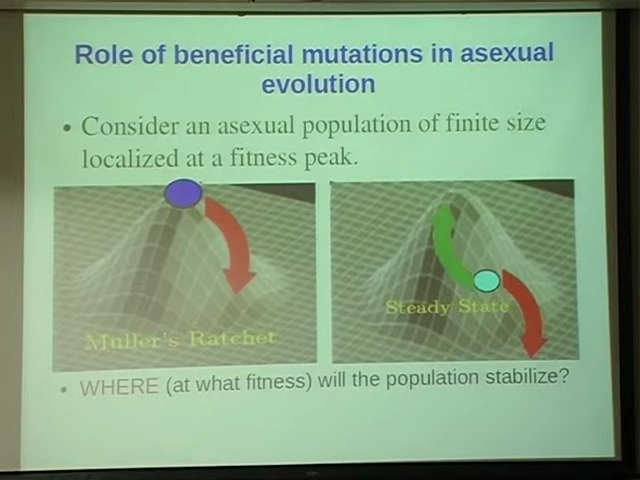 Role of beneficial mutations in asexual
evolution
• Consider an asexual population of finite size
localized at a fitness peak.
Muller's Ratchet
Steady State
• WHERE (at what fitness) will the population stabilize?